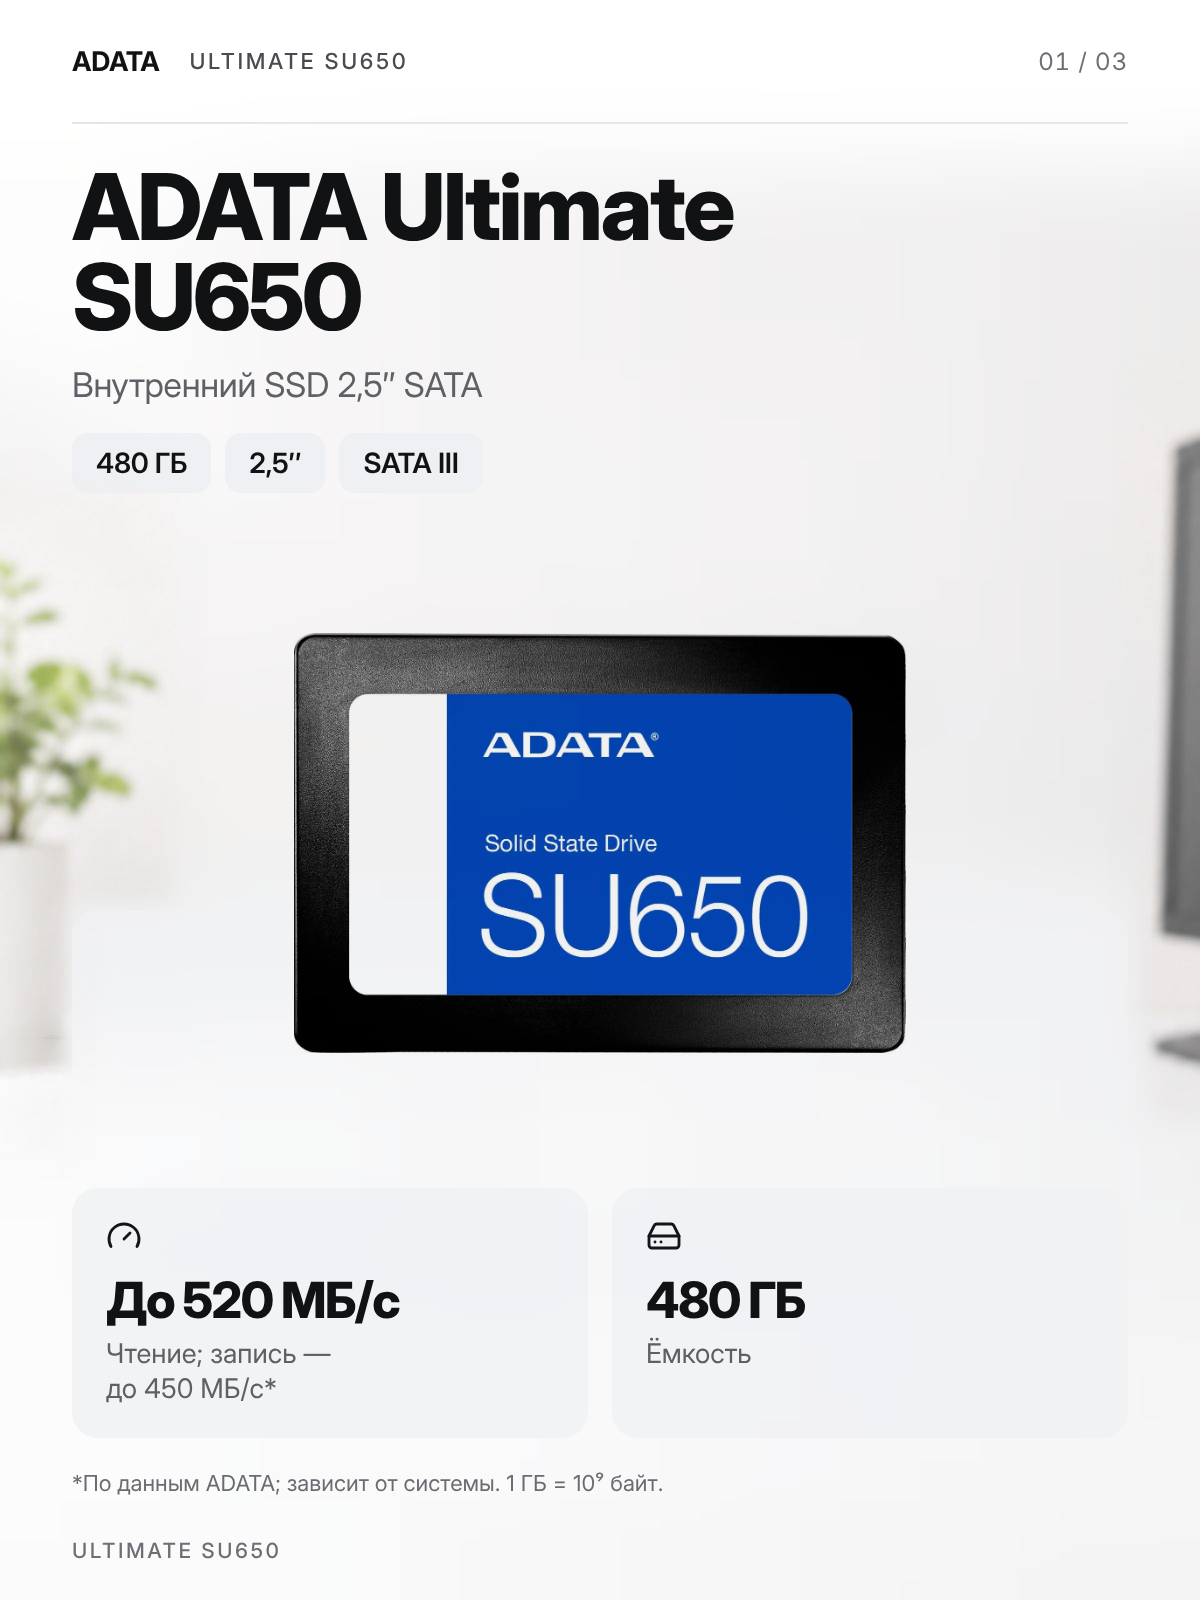 ADATA ULTIMATE SU650 01 / 03
ADATA Ultimate
SU650
Внутренний SSD 2,5″ SATA
480 ГБ 2,5″ SATA III
ADATA®
Solid State Drive
SU650
До 520 МБ/с
Чтение; запись —
до 450 МБ/с*
480 ГБ
Ёмкость
*По данным ADATA; зависит от системы. 1 ГБ = 10⁹ байт.
ULTIMATE SU650